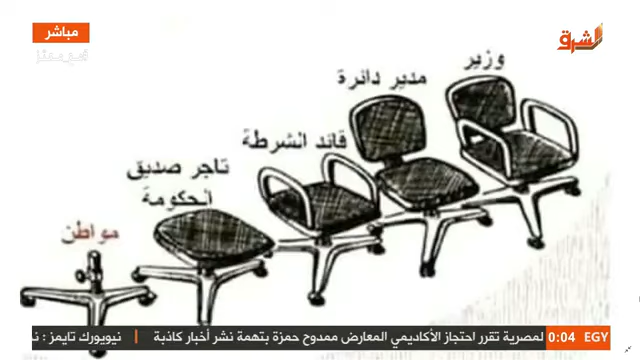 الشرق
مباشر
وزير
مدير دائرة
قائد الشرطة
تاجر صديق
الحكومة
مواطن
EGY 0:04 لمصرية تقرر احتجاز الأكاديمي المعارض ممدوح حمزة بتهمة نشر أخبار كاذبة | نيويورك تايمز :